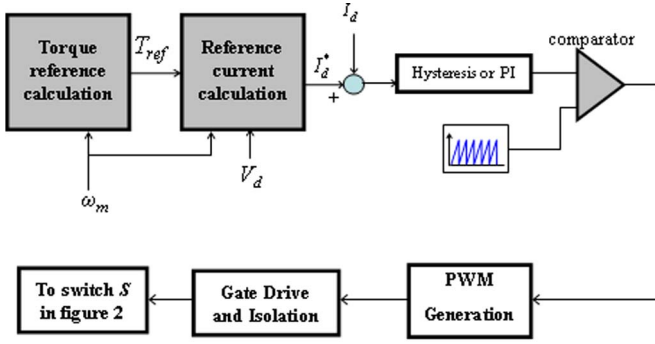 Torque
reference
calculation
T_ref
Reference
current
calculation
I_d
I_d^*
+
Hysteresis or PI
comparator
ω_m
V_d
To switch S
in figure 2
Gate Drive
and Isolation
PWM
Generation